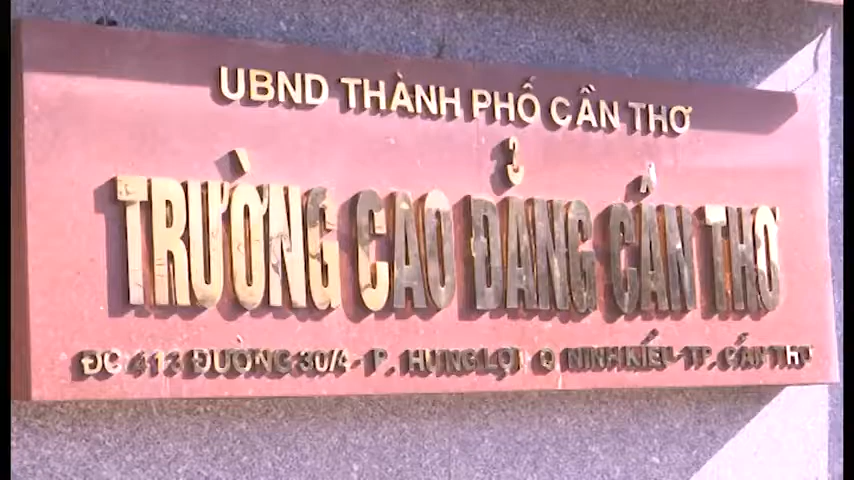 UBND THÀNH PHỐ CẦN THƠ
TRƯỜNG CAO ĐẲNG CẦN THƠ
ĐC 413 ĐƯỜNG 30/4 - P. HƯNG LỢI Q NINH KIỀU - TP. CẦN THƠ